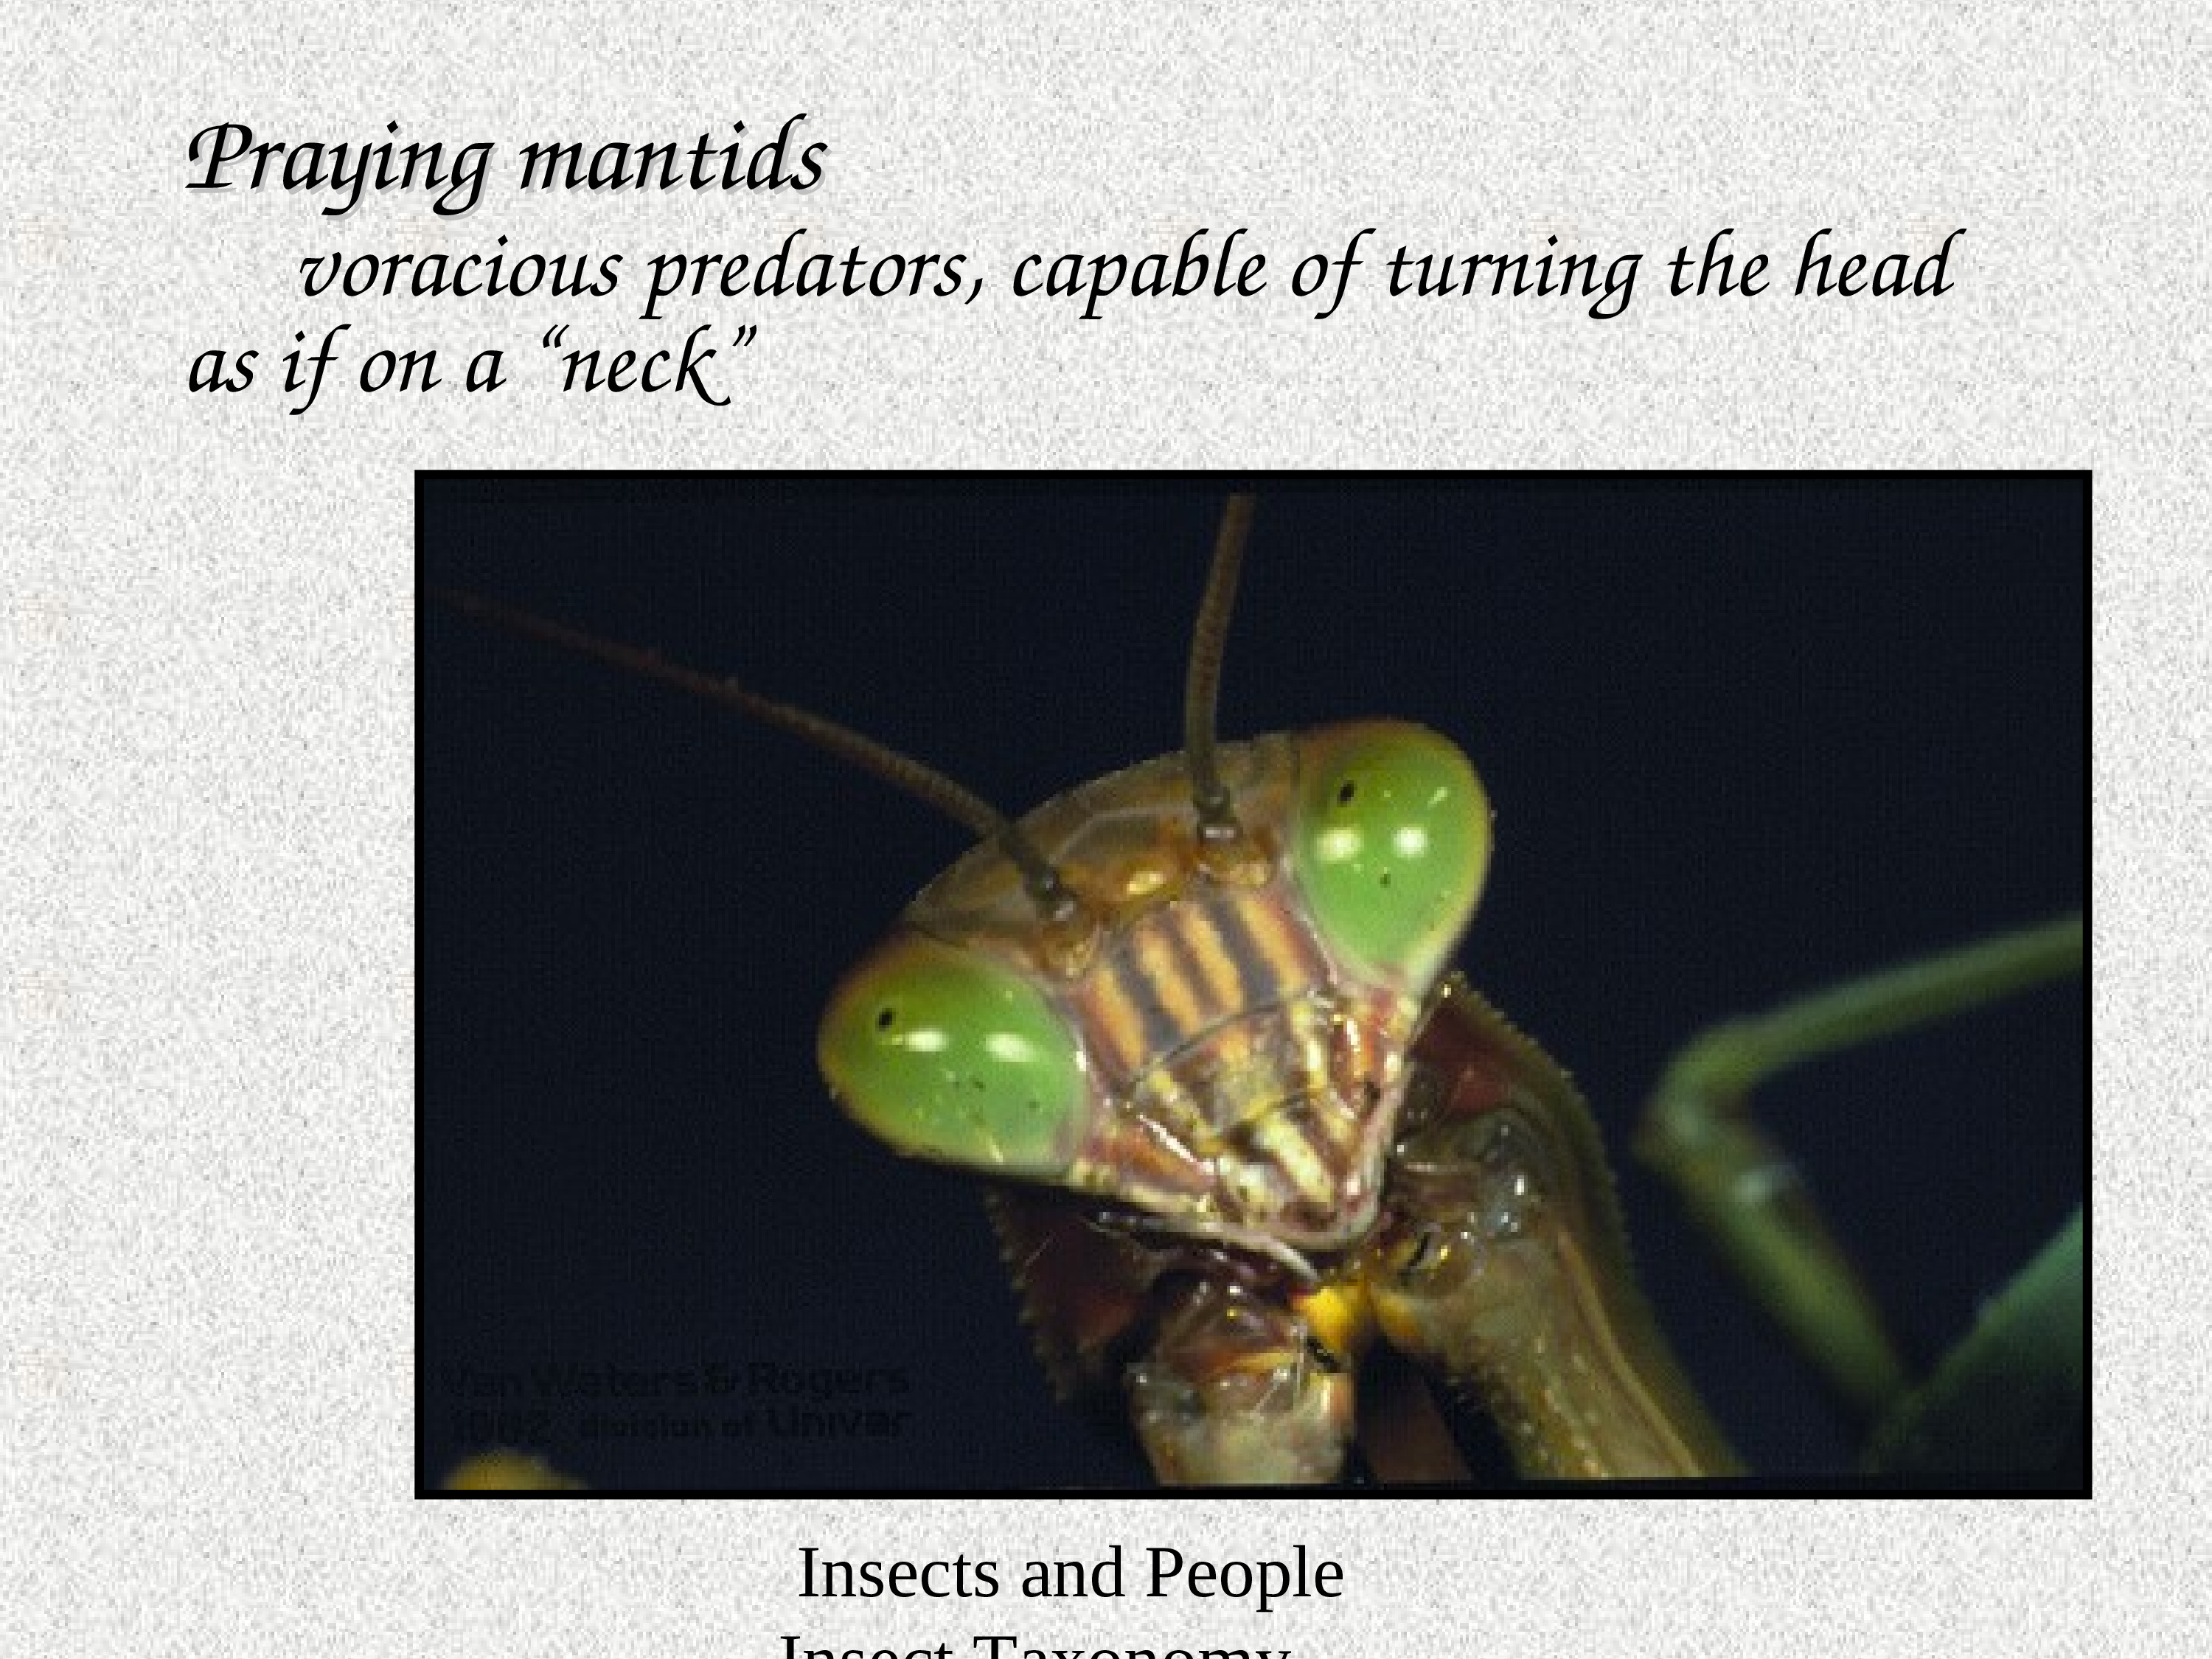 Praying mantids
voracious predators, capable of turning the head
as if on a “neck”
Van Waters & Rogers
division of Univar
Insects and People
Insect Taxonomy